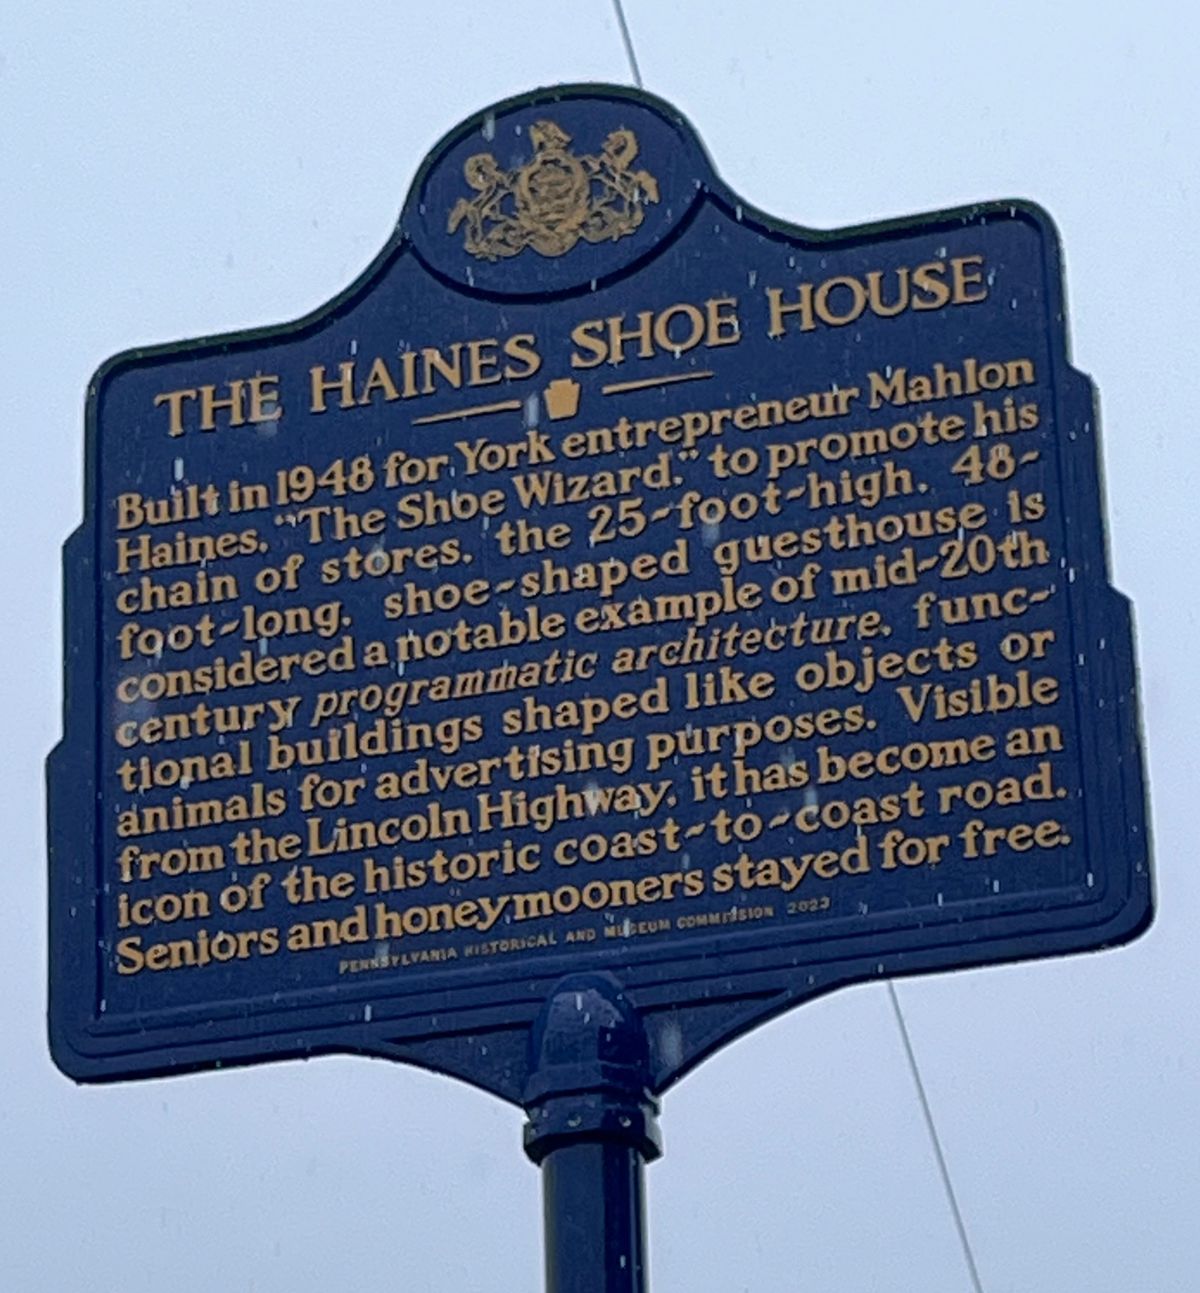 THE HAINES SHOE HOUSE
Built in 1948 for York entrepreneur Mahlon
Haines, "The Shoe Wizard," to promote his
chain of stores, the 25-foot-high, 48-
foot-long, shoe-shaped guesthouse is
considered a notable example of mid-20th
century programmatic architecture, func-
tional buildings shaped like objects or
animals for advertising purposes. Visible
from the Lincoln Highway, it has become an
icon of the historic coast-to-coast road.
Seniors and honeymooners stayed for free.
PENNSYLVANIA HISTORICAL AND MUSEUM COMMISSION 2023